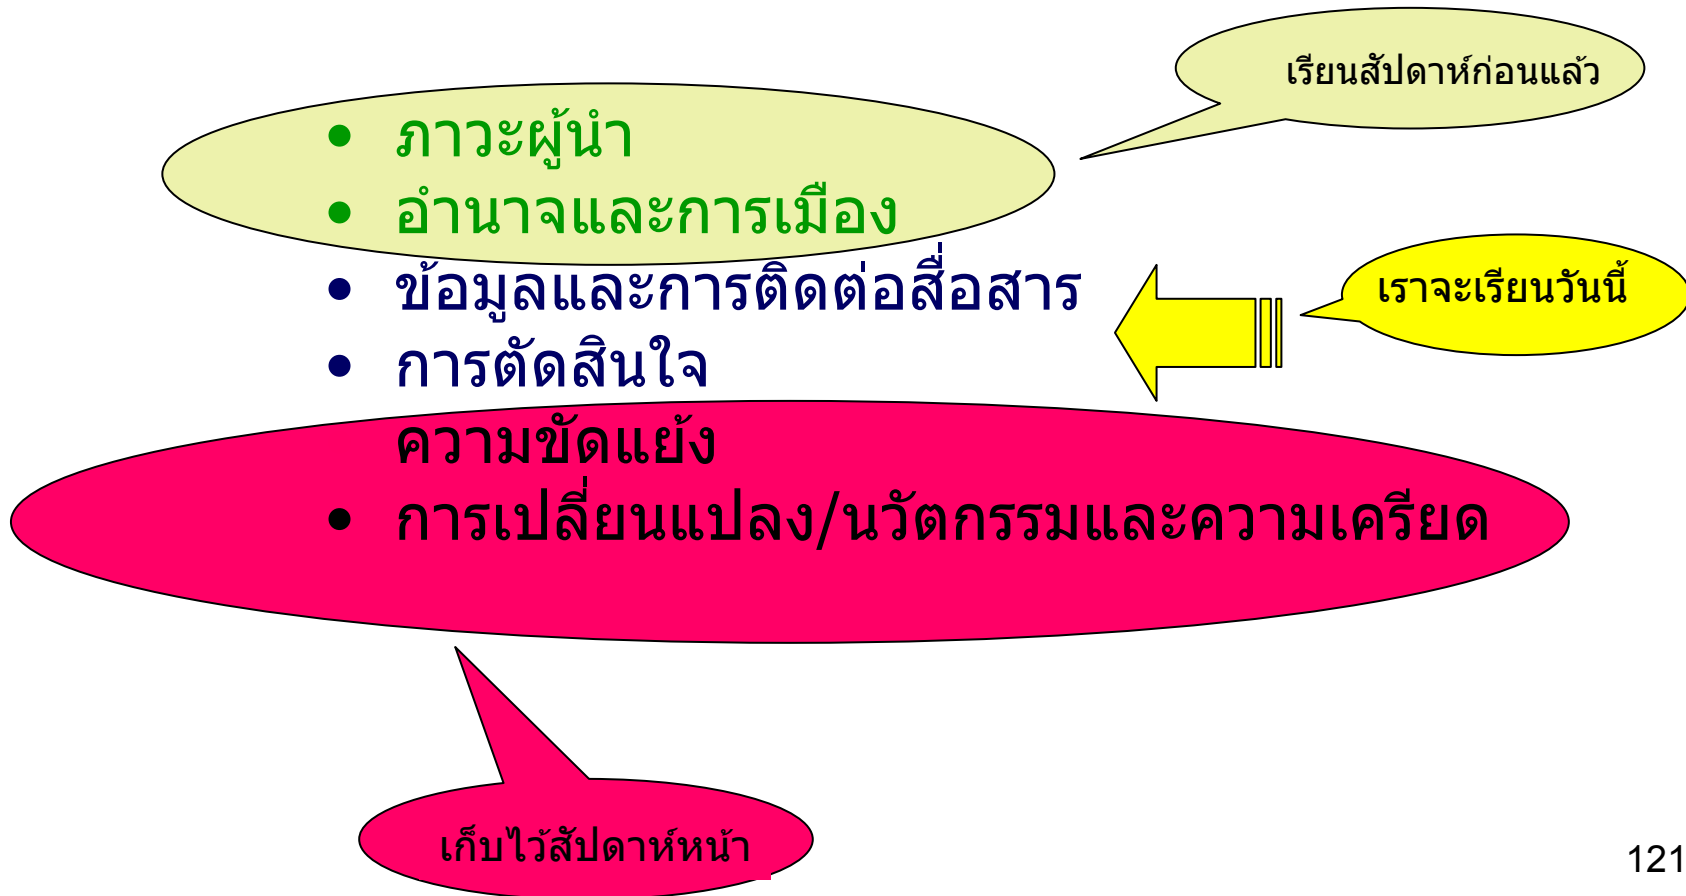 เรียนสัปดาห์ก่อนแล้ว
• ภาวะผู้นำ
• อำนาจและการเมือง
• ข้อมูลและการติดต่อสื่อสาร
เราจะเรียนวันนี้
• การตัดสินใจ
ความขัดแย้ง
• การเปลี่ยนแปลง/นวัตกรรมและความเครียด
เก็บไว้สัปดาห์หน้า
121